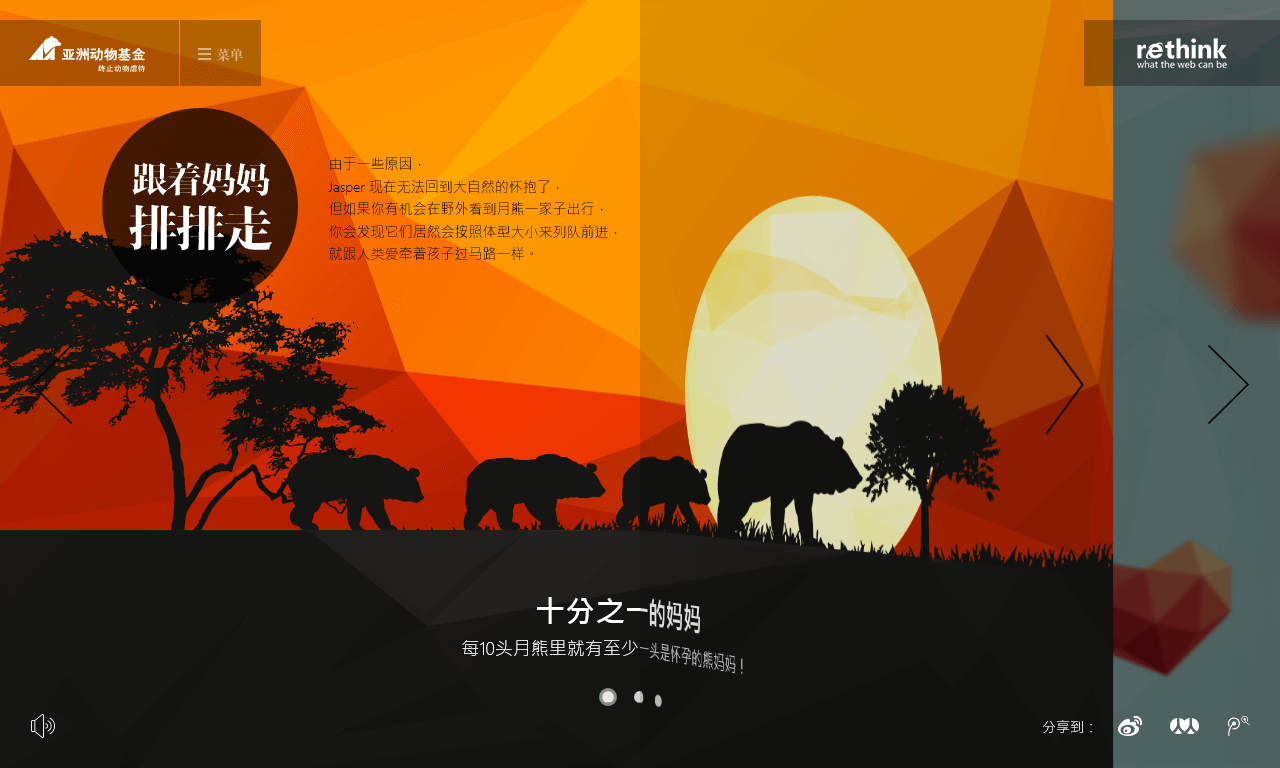 亚洲动物基金
终止动物虐待
菜单
rethink
what the web can be
跟着妈妈
排排走
由于一些原因，
Jasper 现在无法回到大自然的怀抱了，
但如果你有机会在野外看到月熊一家子出行，
你会发现它们居然会按照体型大小来列队前进，
就跟人类爱牵着孩子过马路一样。
十分之一的妈妈
每10头月熊里就有至少一头是怀孕的熊妈妈！
分享到：